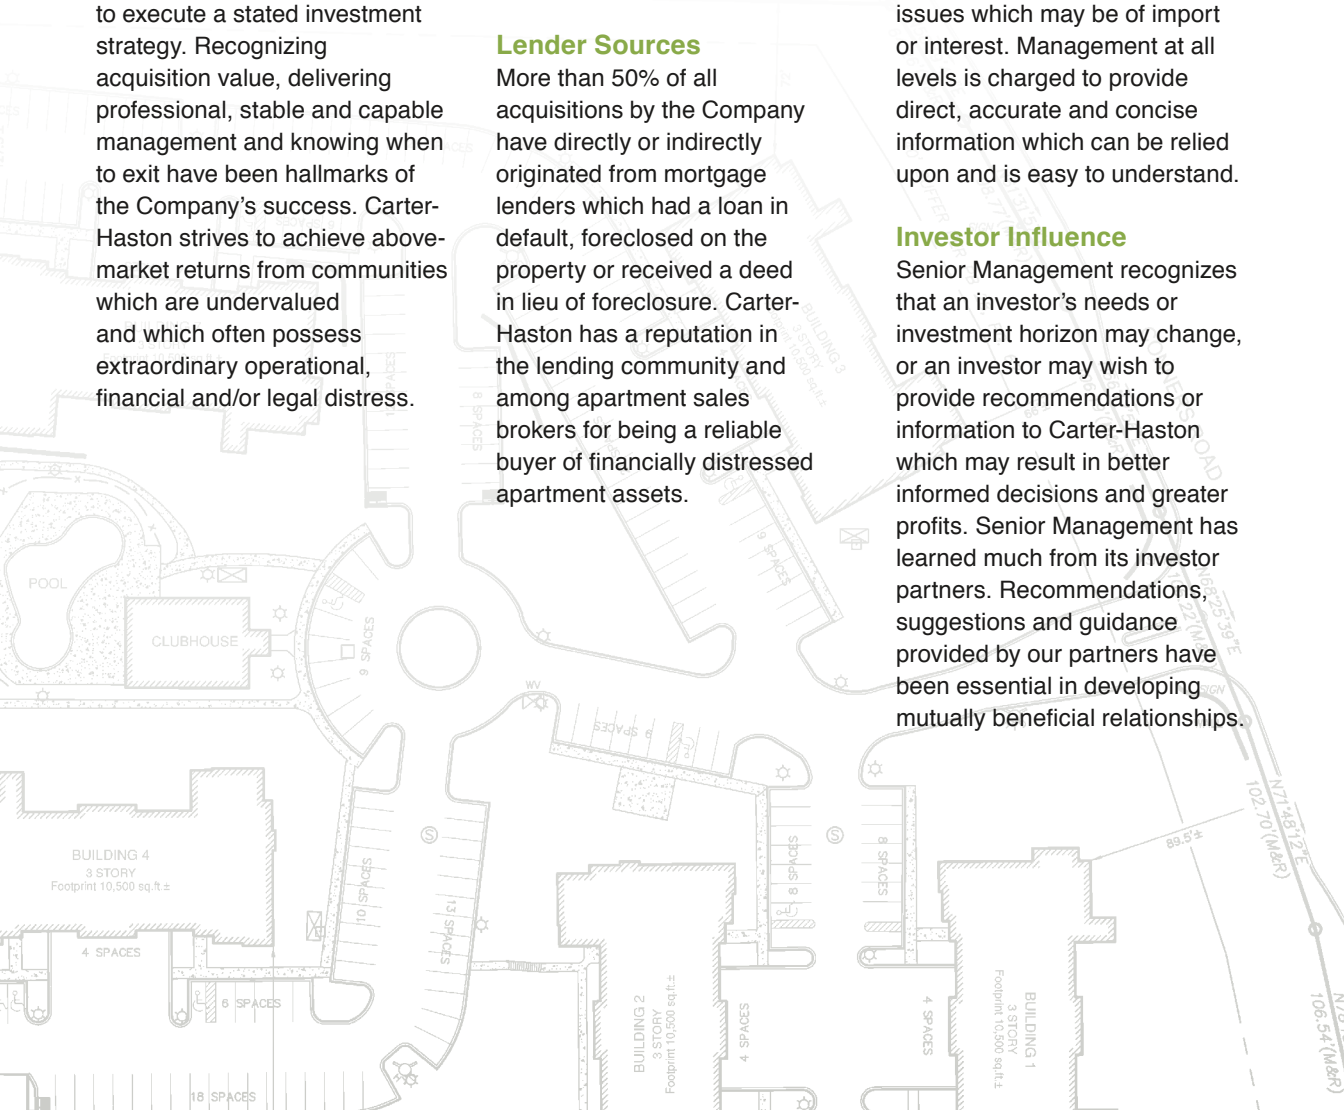 to execute a stated investment
strategy. Recognizing
acquisition value, delivering
professional, stable and capable
management and knowing when
to exit have been hallmarks of
the Company’s success. Carter-
Haston strives to achieve above-
market returns from communities
which are undervalued
and which often possess
extraordinary operational,
financial and/or legal distress.
Lender Sources
More than 50% of all
acquisitions by the Company
have directly or indirectly
originated from mortgage
lenders which had a loan in
default, foreclosed on the
property or received a deed
in lieu of foreclosure. Carter-
Haston has a reputation in
the lending community and
among apartment sales
brokers for being a reliable
buyer of financially distressed
apartment assets.
issues which may be of import
or interest. Management at all
levels is charged to provide
direct, accurate and concise
information which can be relied
upon and is easy to understand.
Investor Influence
Senior Management recognizes
that an investor’s needs or
investment horizon may change,
or an investor may wish to
provide recommendations or
information to Carter-Haston
which may result in better
informed decisions and greater
profits. Senior Management has
learned much from its investor
partners. Recommendations,
suggestions and guidance
provided by our partners have
been essential in developing
mutually beneficial relationships.
BUILDING 3
3 STORY
8 SPACES
9 SPACES
POOL
CLUBHOUSE
9 SPACES
WV
9 SPACES
SIGN
N68°25'39"E
N71°48'12"E
102.70'(M&R)
89.5'±
BUILDING 4
3 STORY
Footprint 10,500 sq.ft ±
10 SPACES
13 SPACES
S
8 SPACES
S
8 SPACES
4 SPACES
6 SPACES
18 SPACES
BUILDING 2
3 STORY
Footprint 10,500 sq.ft.±
4 SPACES
4 SPACES
BUILDING 1
3 STORY
Footprint 10,500 sq.ft.±
106.54'(M&R)